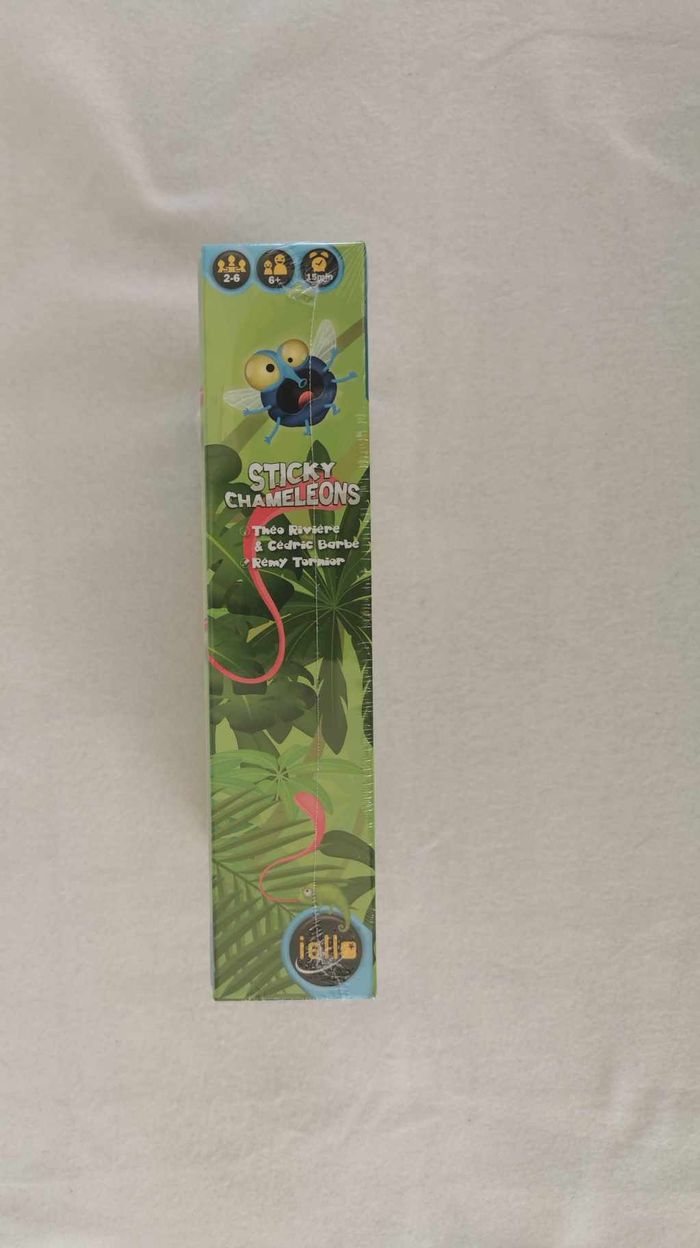 2-6 6+ 15min
STICKY
CHAMELEONS
Théo Rivière
& Cédric Barbé
Rémy Tornior
iello